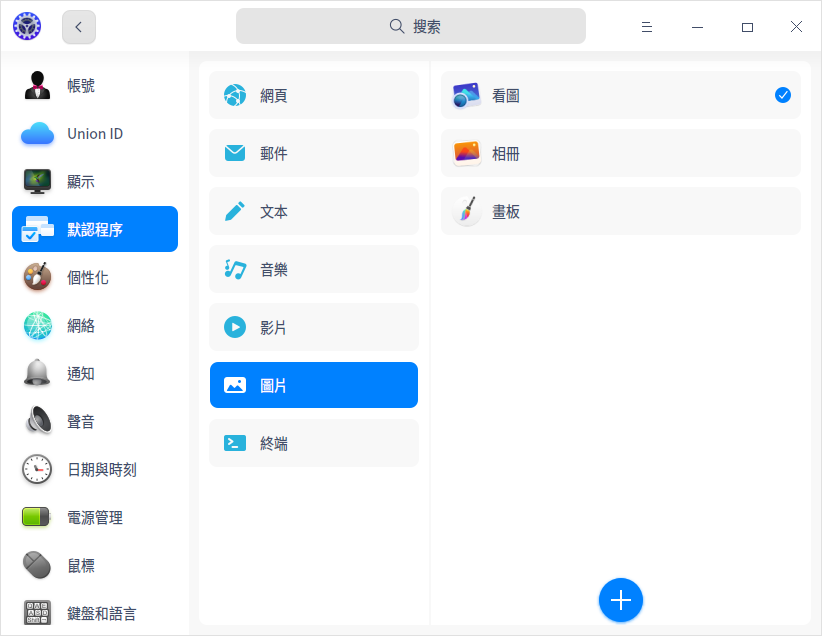 搜索
帳號
Union ID
顯示
默認程序
個性化
網絡
通知
聲音
日期與時刻
電源管理
鼠標
鍵盤和語言
網頁
郵件
文本
音樂
影片
圖片
終端
看圖
相冊
畫板